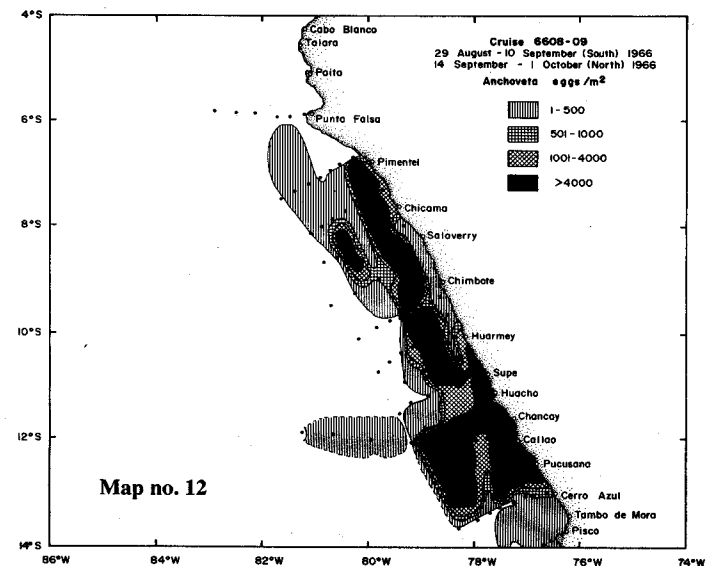 4°S
Cabo Blanco
Talara
Paita
Cruise 6608-09
29 August - 10 September (South) 1966
14 September - 1 October (North) 1966
Anchoveta eggs/m²
1-500
501-1000
1001-4000
>4000
6°S
Punta Falsa
Pimentel
Chicama
8°S
Salaverry
Chimbote
10°S
Huarmey
Supe
Huacho
Chancay
12°S
Callao
Pucusana
Map no. 12
Cerro Azul
Tambo de Mora
Pisco
14°S
86°W
84°W
82°W
80°W
78°W
76°W
74°W